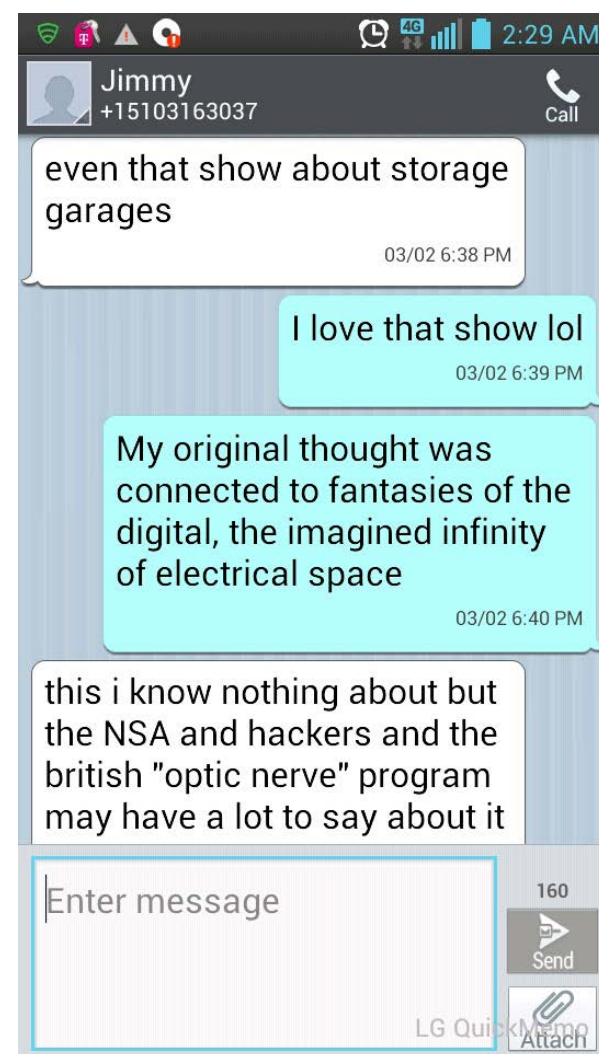 4G 2:29 AM
Jimmy
+15103163037
Call
even that show about storage
garages
03/02 6:38 PM
I love that show lol
03/02 6:39 PM
My original thought was
connected to fantasies of the
digital, the imagined infinity
of electrical space
03/02 6:40 PM
this i know nothing about but
the NSA and hackers and the
british "optic nerve" program
may have a lot to say about it
Enter message
160
Send
LG QuickMemo
Attach